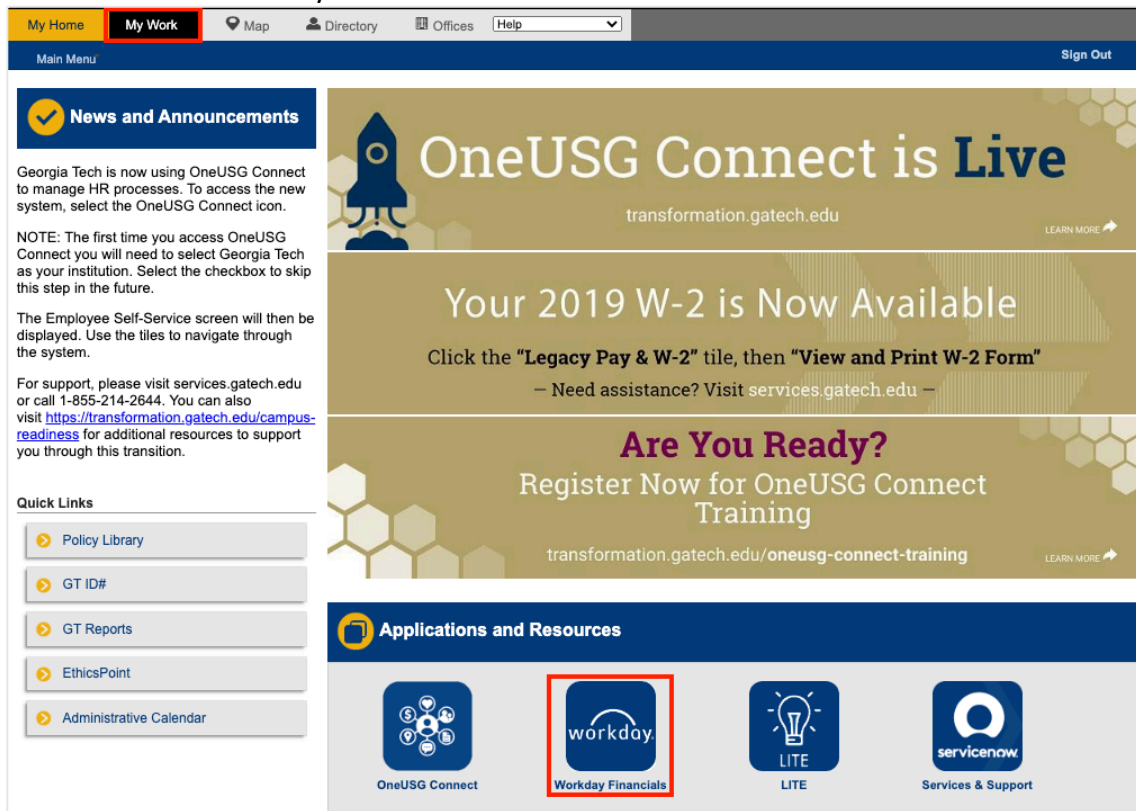 My Home
My Work
Map
Directory
Offices
Help
Main Menu
Sign Out
News and Announcements
Georgia Tech is now using OneUSG Connect
to manage HR processes. To access the new
system, select the OneUSG Connect icon.
NOTE: The first time you access OneUSG
Connect you will need to select Georgia Tech
as your institution. Select the checkbox to skip
this step in the future.
The Employee Self-Service screen will then be
displayed. Use the tiles to navigate through
the system.
For support, please visit services.gatech.edu
or call 1-855-214-2644. You can also
visit https://transformation.gatech.edu/campus-
readiness for additional resources to support
you through this transition.
Quick Links
Policy Library
GT ID#
GT Reports
EthicsPoint
Administrative Calendar
OneUSG Connect is Live
transformation.gatech.edu
LEARN MORE
Your 2019 W-2 is Now Available
Click the “Legacy Pay & W-2” tile, then “View and Print W-2 Form”
– Need assistance? Visit services.gatech.edu –
Are You Ready?
Register Now for OneUSG Connect
Training
transformation.gatech.edu/oneusg-connect-training
LEARN MORE
Applications and Resources
OneUSG Connect
workday.
Workday Financials
LITE
LITE
servicenow
Services & Support